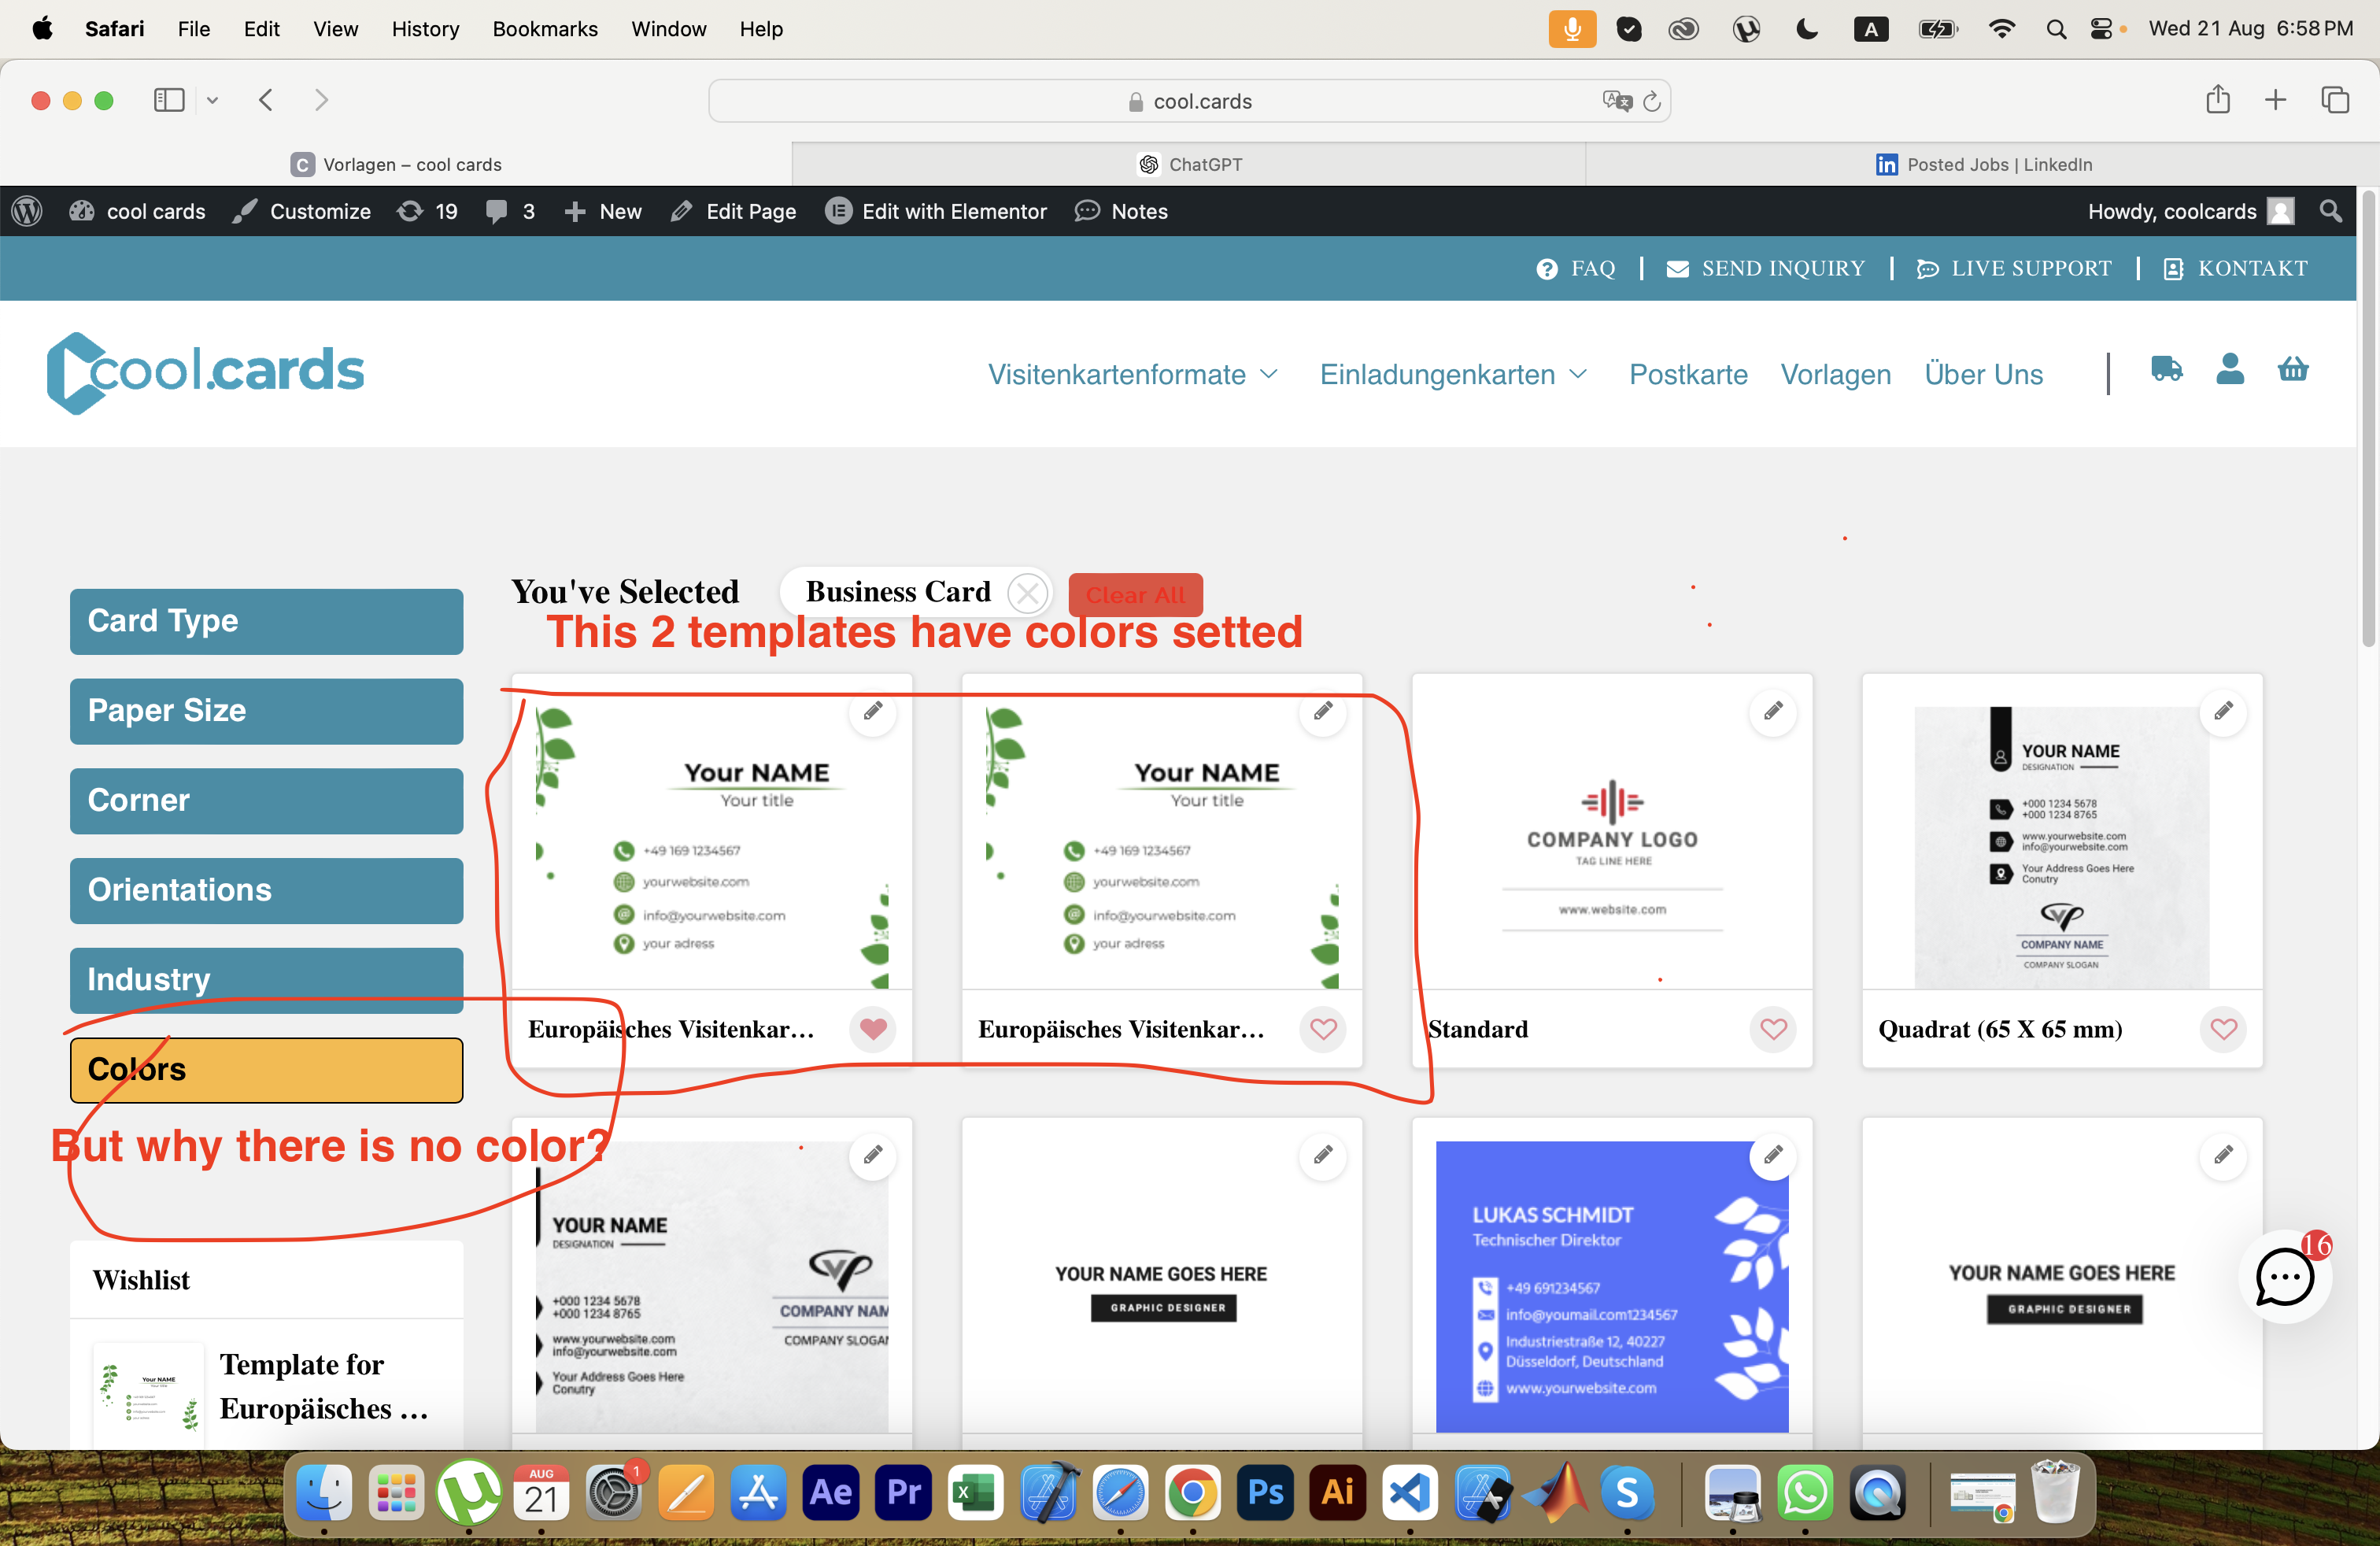 Safari File Edit View History Bookmarks Window Help
A
Wed 21 Aug 6:58 PM
cool.cards
C Vorlagen – cool cards
ChatGPT
in Posted Jobs | LinkedIn
cool cards Customize 19 3 New Edit Page Edit with Elementor Notes
Howdy, coolcards
FAQ | SEND INQUIRY | LIVE SUPPORT | KONTAKT
cool.cards
Visitenkartenformate Einladungenkarten Postkarte Vorlagen Über Uns
Card Type
Paper Size
Corner
Orientations
Industry
Colors
But why there is no color?
You've Selected
Business Card
Clear All
This 2 templates have colors setted
Your NAME
Your title
+49 169 1234567
yourwebsite.com
info@yourwebsite.com
your adress
Europäisches Visitenkar...
Your NAME
Your title
+49 169 1234567
yourwebsite.com
info@yourwebsite.com
your adress
Europäisches Visitenkar...
COMPANY LOGO
TAG LINE HERE
www.website.com
Standard
YOUR NAME
DESIGNATION
+000 1234 5678
+000 1234 8765
www.yourwebsite.com
info@yourwebsite.com
Your Address Goes Here
Conutry
COMPANY NAME
COMPANY SLOGAN
Quadrat (65 X 65 mm)
YOUR NAME
DESIGNATION
+000 1234 5678
+000 1234 8765
www.yourwebsite.com
info@yourwebsite.com
Your Address Goes Here
Conutry
COMPANY NAM
COMPANY SLOGAN
YOUR NAME GOES HERE
GRAPHIC DESIGNER
LUKAS SCHMIDT
Technischer Direktor
+49 691234567
info@youmail.com1234567
Industriestraße 12, 40227
Düsseldorf, Deutschland
www.yourwebsite.com
YOUR NAME GOES HERE
GRAPHIC DESIGNER
16
Wishlist
Your NAME
Template for
Europäisches ...
AUG
21
1
Ae
Pr
X
Ps
Ai
S